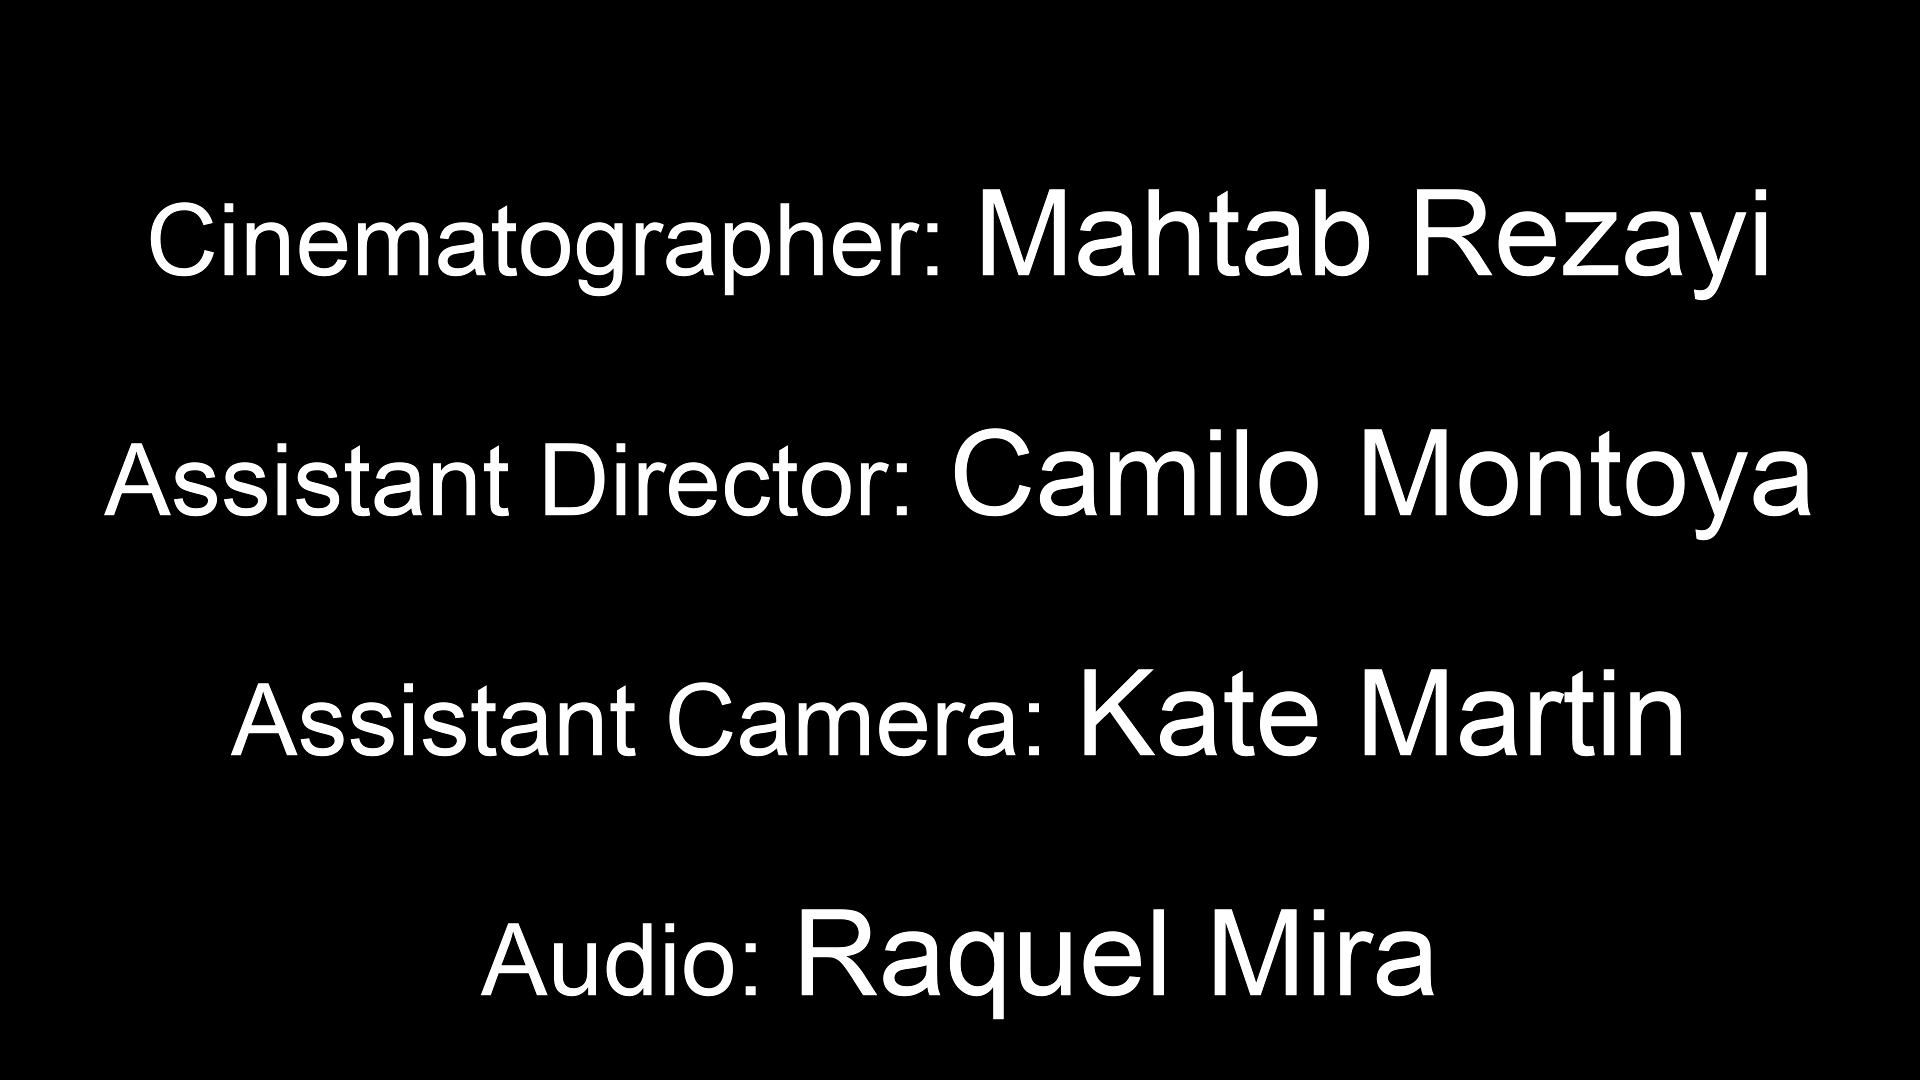 Cinematographer: Mahtab Rezayi
Assistant Director: Camilo Montoya
Assistant Camera: Kate Martin
Audio: Raquel Mira